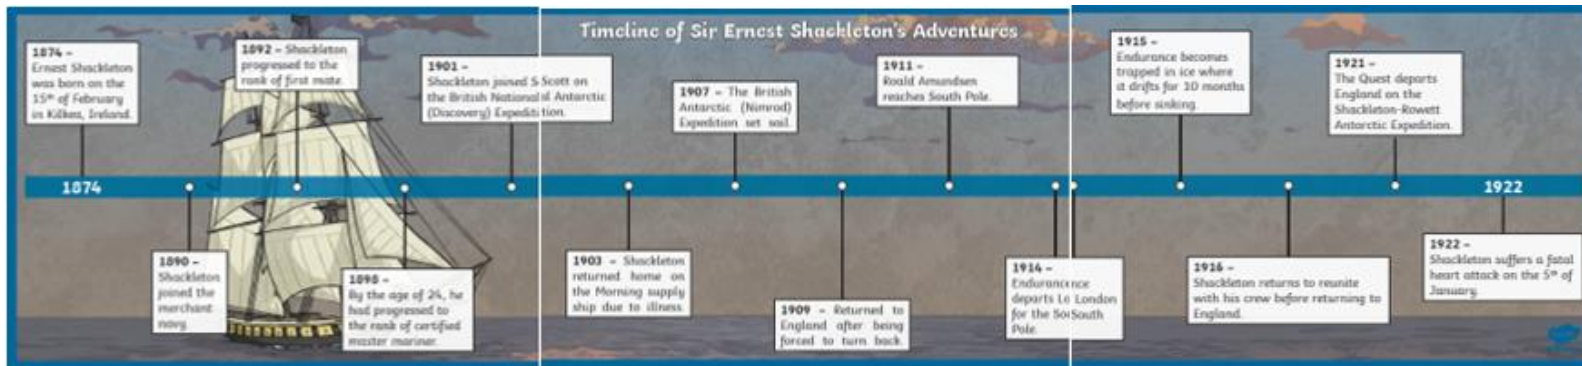 Timeline of Sir Ernest Shackleton's Adventures
1874 –
Ernest Shackleton
was born on the
15th of February
in Kilkea, Ireland.
1892 – Shackleton
progressed to the
rank of first mate.
1901 –
Shackleton joined S Scott on
the British National al Antarctic
(Discovery) Expedition.
1907 – The British
Antarctic (Nimrod)
Expedition set sail.
1911 –
Roald Amundsen
reaches South Pole.
1915 –
Endurance becomes
trapped in ice where
it drifts for 10 months
before sinking.
1921 –
The Quest departs
England on the
Shackleton-Rowett
Antarctic Expedition.
1874
1922
1890 –
Shackleton
joined the
merchant
navy.
1898 –
By the age of 24, he
had progressed to
the rank of certified
master mariner.
1903 – Shackleton
returned home on
the Morning supply
ship due to illness.
1909 – Returned to
England after being
forced to turn back.
1914 –
Endurance nce
departs Lo London
for the Sou South
Pole.
1916 –
Shackleton returns to reunite
with his crew before returning to
England.
1922 –
Shackleton suffers a fatal
heart attack on the 5th of
January.